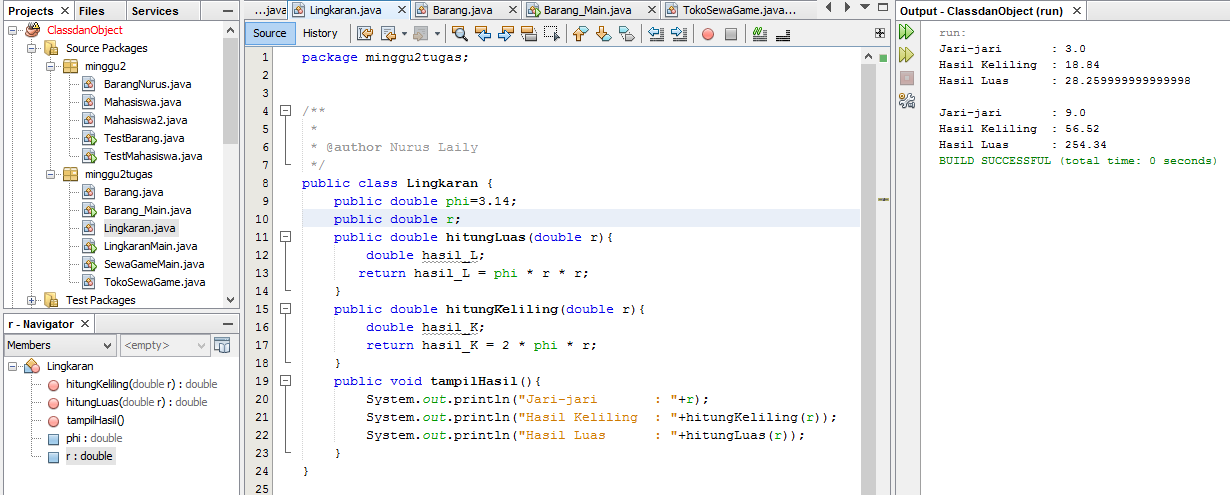 Projects
Files
Services
ClassdanObject
Source Packages
minggu2
BarangNurus.java
Mahasiswa.java
Mahasiswa2.java
TestBarang.java
TestMahasiswa.java
minggu2tugas
Barang.java
Barang_Main.java
Lingkaran.java
LingkaranMain.java
SewaGameMain.java
TokoSewaGame.java
Test Packages
r - Navigator
Members
<empty>
Lingkaran
hitungKeliling(double r) : double
hitungLuas(double r) : double
tampilHasil()
phi : double
r : double
...java
Lingkaran.java
Barang.java
Barang_Main.java
TokoSewaGame.java...
Source
History
1 package minggu2tugas;
2
3
4 /**
5 *
6 * @author Nurus Laily
7 */
8 public class Lingkaran {
9 public double phi=3.14;
10 public double r;
11 public double hitungLuas(double r){
12 double hasil_L;
13 return hasil_L = phi * r * r;
14 }
15 public double hitungKeliling(double r){
16 double hasil_K;
17 return hasil_K = 2 * phi * r;
18 }
19 public void tampilHasil(){
20 System.out.println("Jari-jari       : "+r);
21 System.out.println("Hasil Keliling  : "+hitungKeliling(r));
22 System.out.println("Hasil Luas      : "+hitungLuas(r));
23 }
24 }
25
Output - ClassdanObject (run)
run:
Jari-jari       : 3.0
Hasil Keliling  : 18.84
Hasil Luas      : 28.259999999999998
Jari-jari       : 9.0
Hasil Keliling  : 56.52
Hasil Luas      : 254.34
BUILD SUCCESSFUL (total time: 0 seconds)